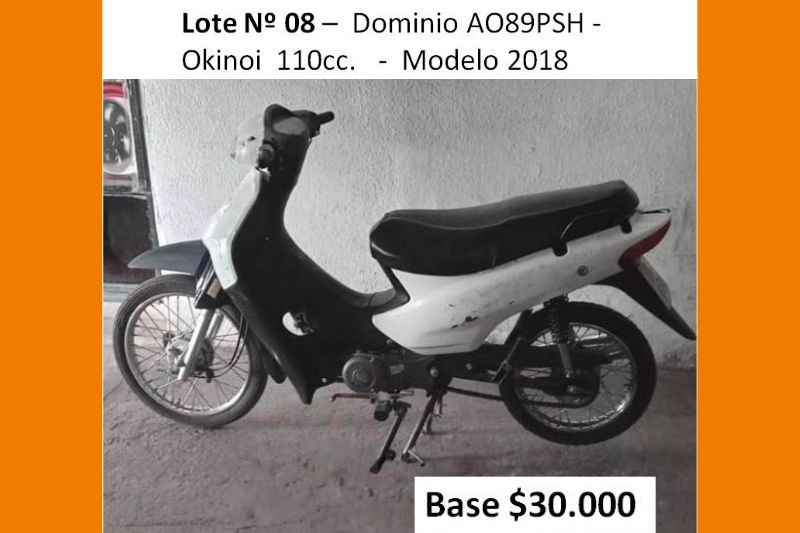 Lote Nº 08 – Dominio AO89PSH -
Okinoi 110cc. - Modelo 2018
Base $30.000